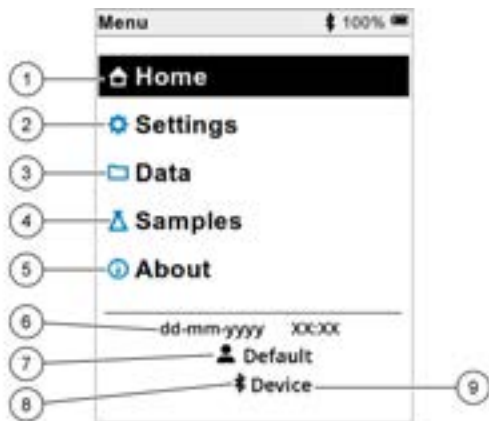 Menu 100%
1 Home
2 Settings
3 Data
4 Samples
5 About
6 dd-mm-yyyy XX:XX
7 Default
8 Device 9